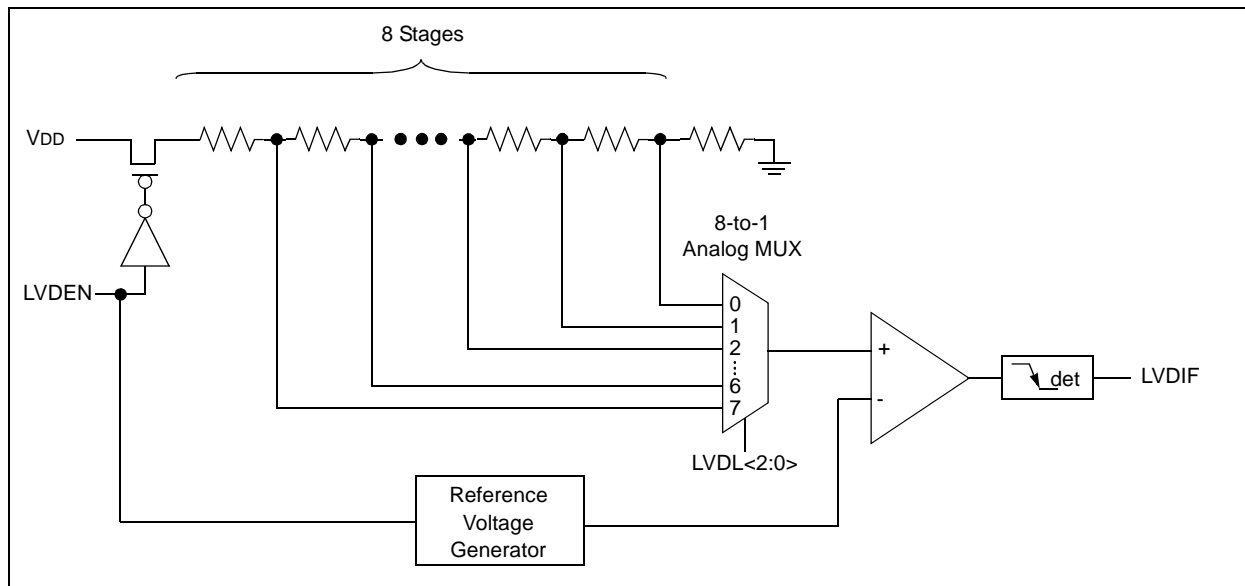 8 Stages
VDD
8-to-1
Analog MUX
LVDEN
0
1
2
6
7
+
-
det
LVDIF
LVDL<2:0>
Reference
Voltage
Generator